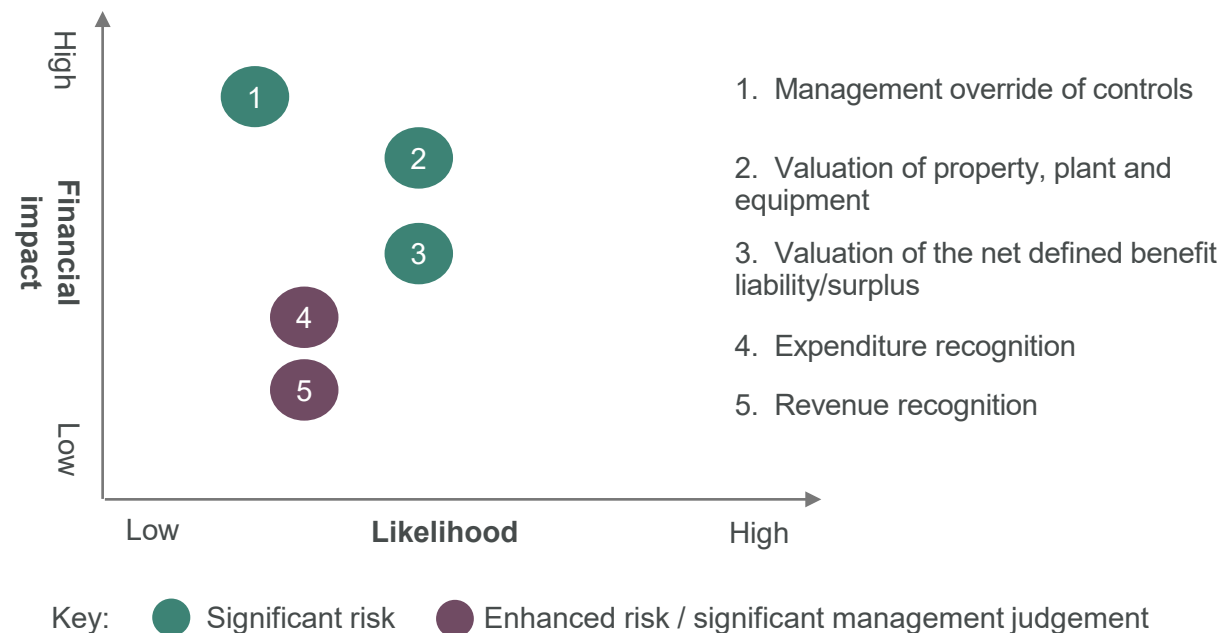 High
1
1. Management override of controls
2
2. Valuation of property, plant and
equipment
Financial
impact
3
3. Valuation of the net defined benefit
liability/surplus
4
4. Expenditure recognition
5
5. Revenue recognition
Low
Low
Likelihood
High
Key:
Significant risk
Enhanced risk / significant management judgement